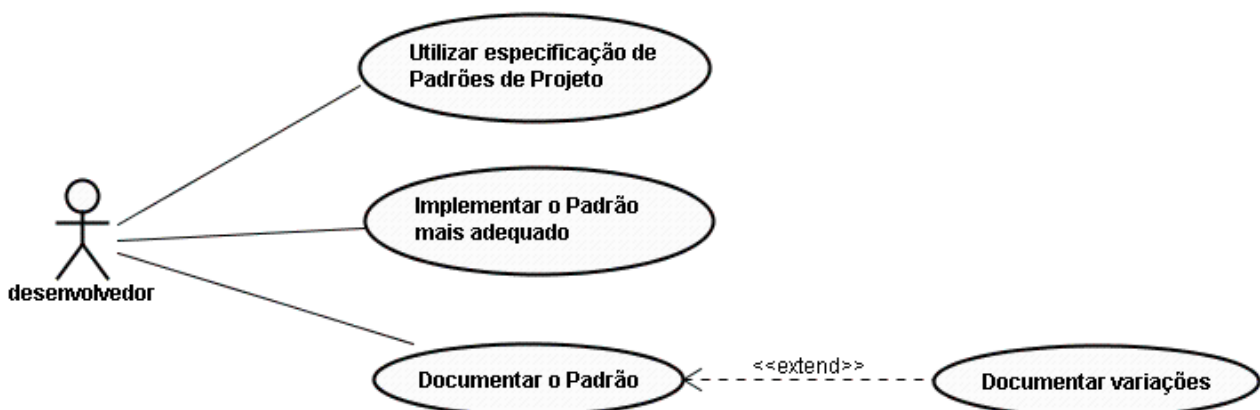 Utilizar especificação de
Padrões de Projeto
Implementar o Padrão
mais adequado
desenvolvedor
Documentar o Padrão
<<extend>>
Documentar variações